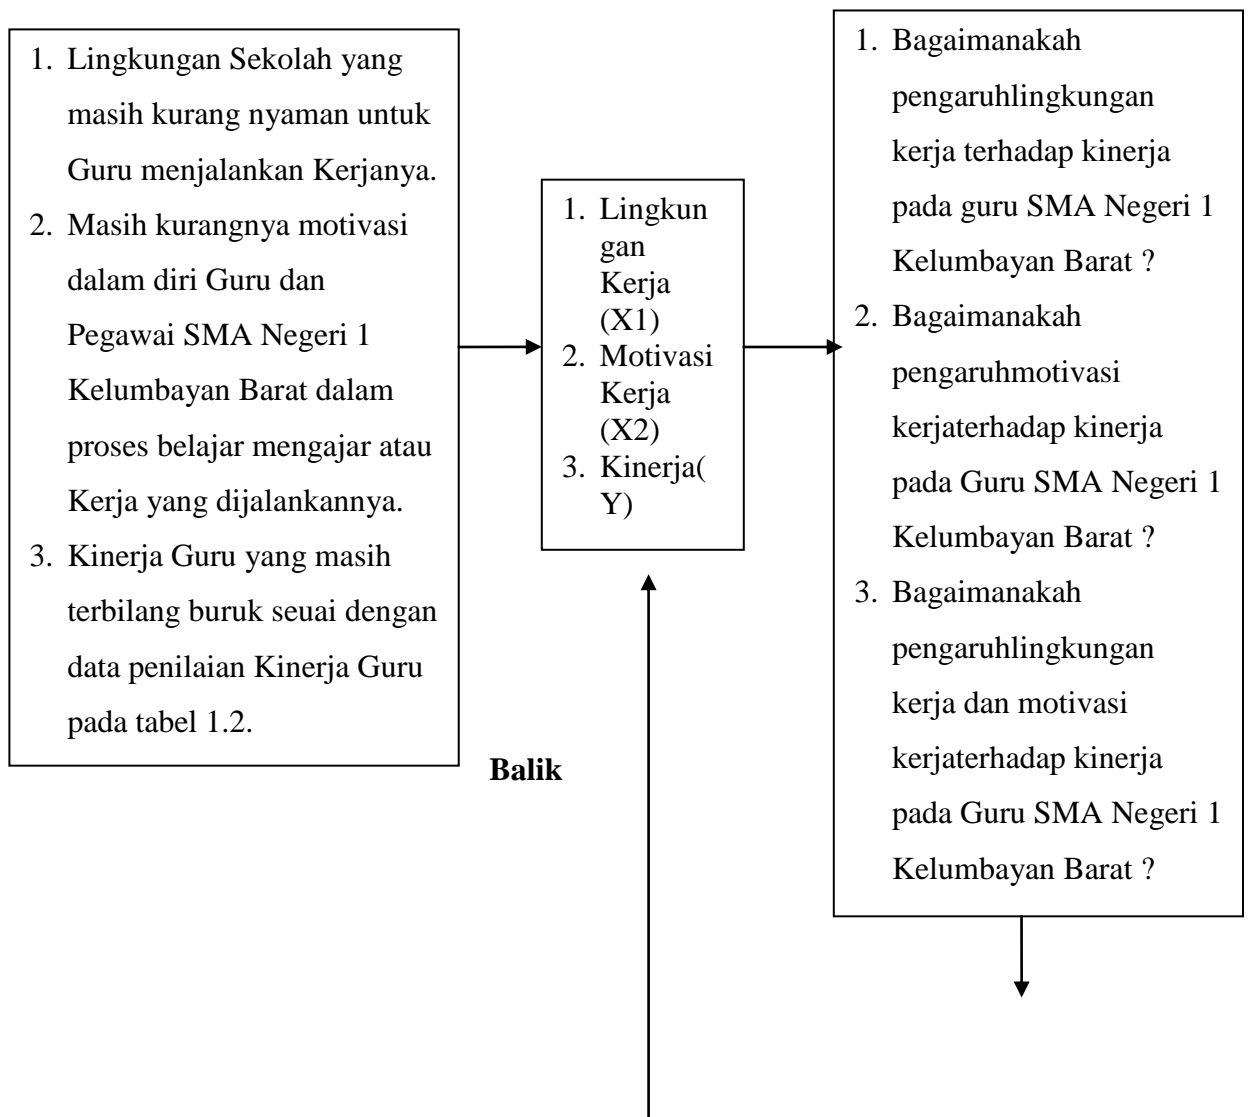 1. Lingkungan Sekolah yang
masih kurang nyaman untuk
Guru menjalankan Kerjanya.
2. Masih kurangnya motivasi
dalam diri Guru dan
Pegawai SMA Negeri 1
Kelumbayan Barat dalam
proses belajar mengajar atau
Kerja yang dijalankannya.
3. Kinerja Guru yang masih
terbilang buruk seuai dengan
data penilaian Kinerja Guru
pada tabel 1.2.
1. Lingkun
gan
Kerja
(X1)
2. Motivasi
Kerja
(X2)
3. Kinerja(
Y)
1. Bagaimanakah
pengaruhlingkungan
kerja terhadap kinerja
pada guru SMA Negeri 1
Kelumbayan Barat ?
2. Bagaimanakah
pengaruhmotivasi
kerjaterhadap kinerja
pada Guru SMA Negeri 1
Kelumbayan Barat ?
3. Bagaimanakah
pengaruhlingkungan
kerja dan motivasi
kerjaterhadap kinerja
pada Guru SMA Negeri 1
Kelumbayan Barat ?
Balik